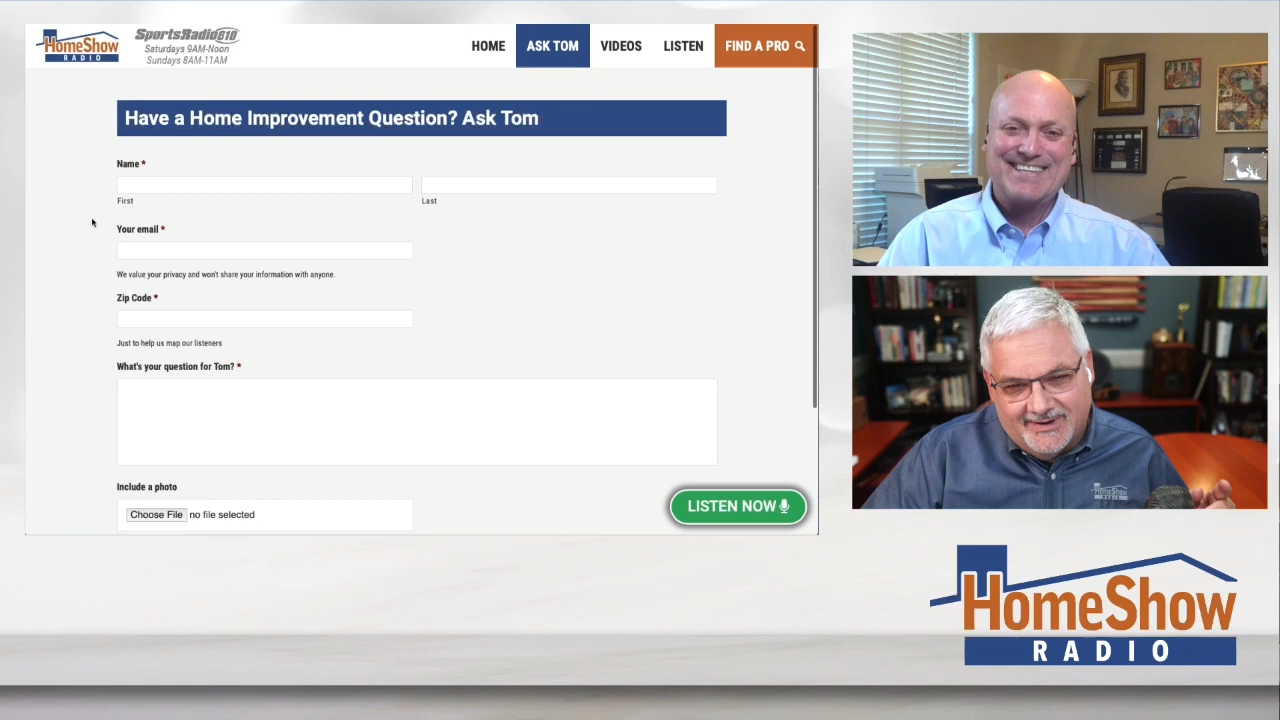 HomeShow
RADIO
SportsRadio610
Saturdays 9AM-Noon
Sundays 8AM-11AM
HOME
ASK TOM
VIDEOS
LISTEN
FIND A PRO
Have a Home Improvement Question? Ask Tom
Name *
First
Last
Your email *
We value your privacy and won't share your information with anyone.
Zip Code *
Just to help us map our listeners
What's your question for Tom? *
Include a photo
Choose File no file selected
LISTEN NOW
HomeShow
HomeShow
RADIO